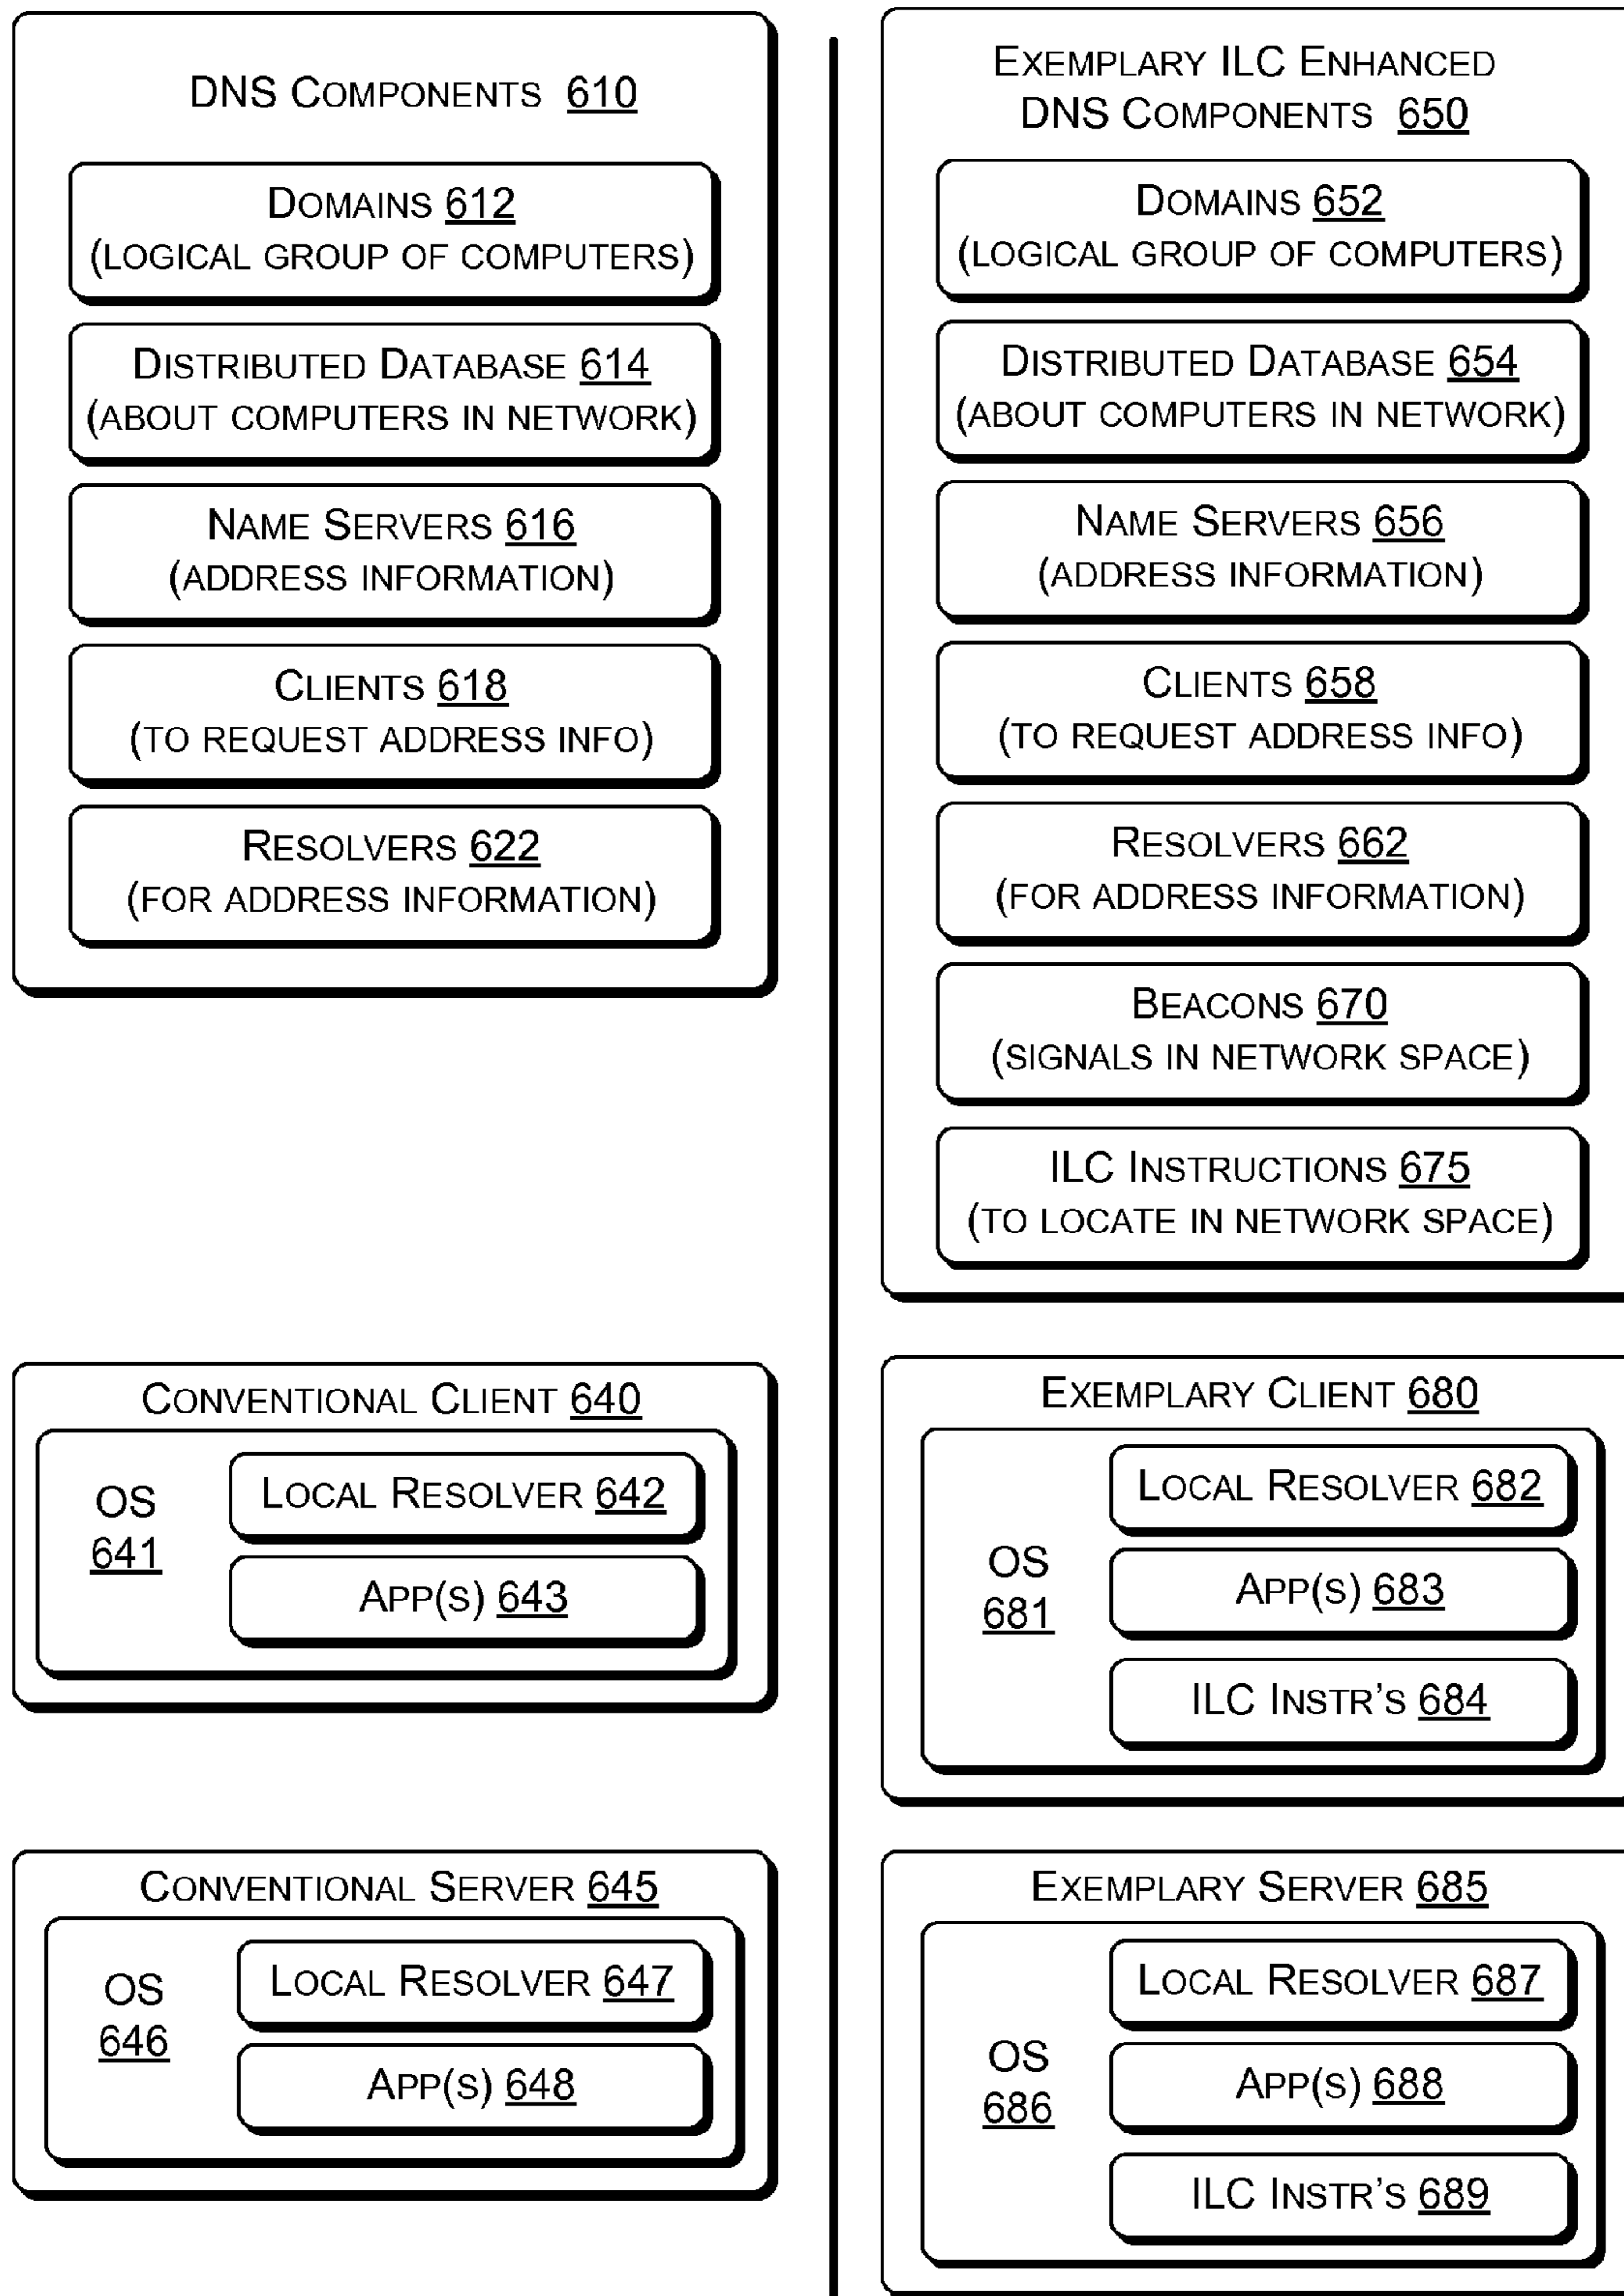 DNS Components 610
Domains 612
(logical group of computers)
Distributed Database 614
(about computers in network)
Name Servers 616
(address information)
Clients 618
(to request address info)
Resolvers 622
(for address information)
Conventional Client 640
OS
641
Local Resolver 642
App(s) 643
Conventional Server 645
OS
646
Local Resolver 647
App(s) 648
Exemplary ILC Enhanced
DNS Components 650
Domains 652
(logical group of computers)
Distributed Database 654
(about computers in network)
Name Servers 656
(address information)
Clients 658
(to request address info)
Resolvers 662
(for address information)
Beacons 670
(signals in network space)
ILC Instructions 675
(to locate in network space)
Exemplary Client 680
OS
681
Local Resolver 682
App(s) 683
ILC Instr's 684
Exemplary Server 685
OS
686
Local Resolver 687
App(s) 688
ILC Instr's 689